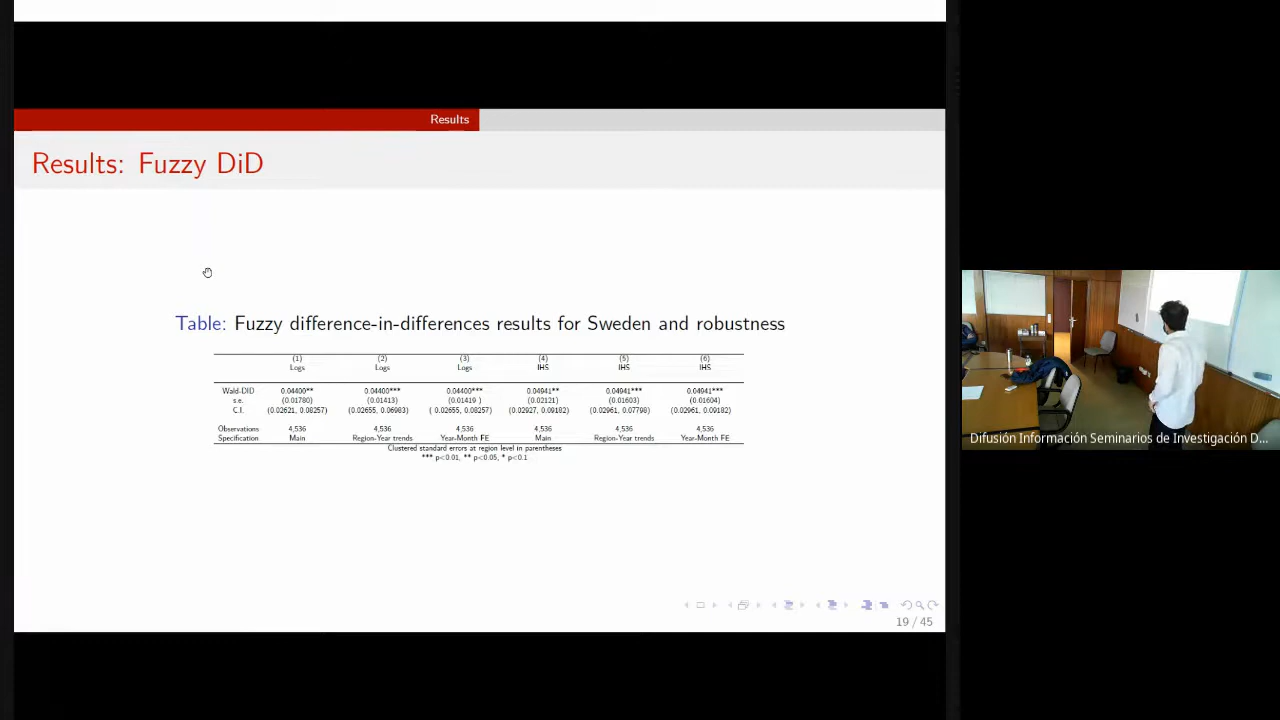 Results
Results: Fuzzy DiD
Table: Fuzzy difference-in-differences results for Sweden and robustness
(1) (2) (3) (4) (5) (6)
Logs Logs Logs IHS IHS IHS
Wald-DID 0.04400** 0.04400*** 0.04400*** 0.04941** 0.04941*** 0.04941***
s.e. (0.01780) (0.01413) (0.01419 ) (0.02121) (0.01603) (0.01604)
C.I. (0.02621, 0.08257) (0.02655, 0.06983) ( 0.02655, 0.08257) (0.02927, 0.09182) (0.02961, 0.07798) (0.02961, 0.09182)
Observations 4,536 4,536 4,536 4,536 4,536 4,536
Specification Main Region-Year trends Year-Month FE Main Region-Year trends Year-Month FE
Clustered standard errors at region level in parentheses
*** p<0.01, ** p<0.05, * p<0.1
19 / 45
Difusión Información Seminarios de Investigación D...